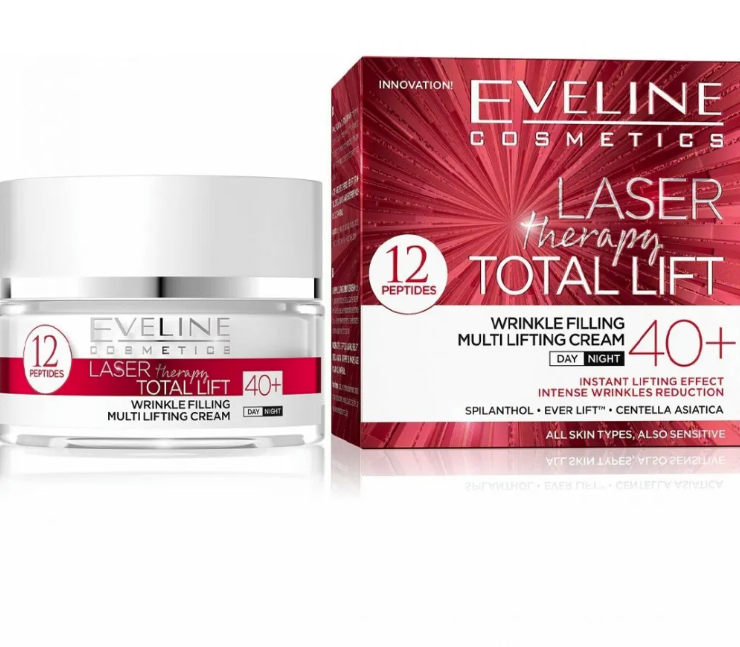 EVELINE
COSMETICS
12
PEPTIDES
LASER therapy
TOTAL LIFT
40+
WRINKLE FILLING
MULTI LIFTING CREAM
DAY NIGHT
INNOVATION!
EVELINE
COSMETICS
LASER
therapy
TOTAL LIFT
12
PEPTIDES
WRINKLE FILLING
MULTI LIFTING CREAM
40+
DAY NIGHT
INSTANT LIFTING EFFECT
INTENSE WRINKLES REDUCTION
SPILANTHOL • EVER LIFT™ • CENTELLA ASIATICA
ALL SKIN TYPES, ALSO SENSITIVE